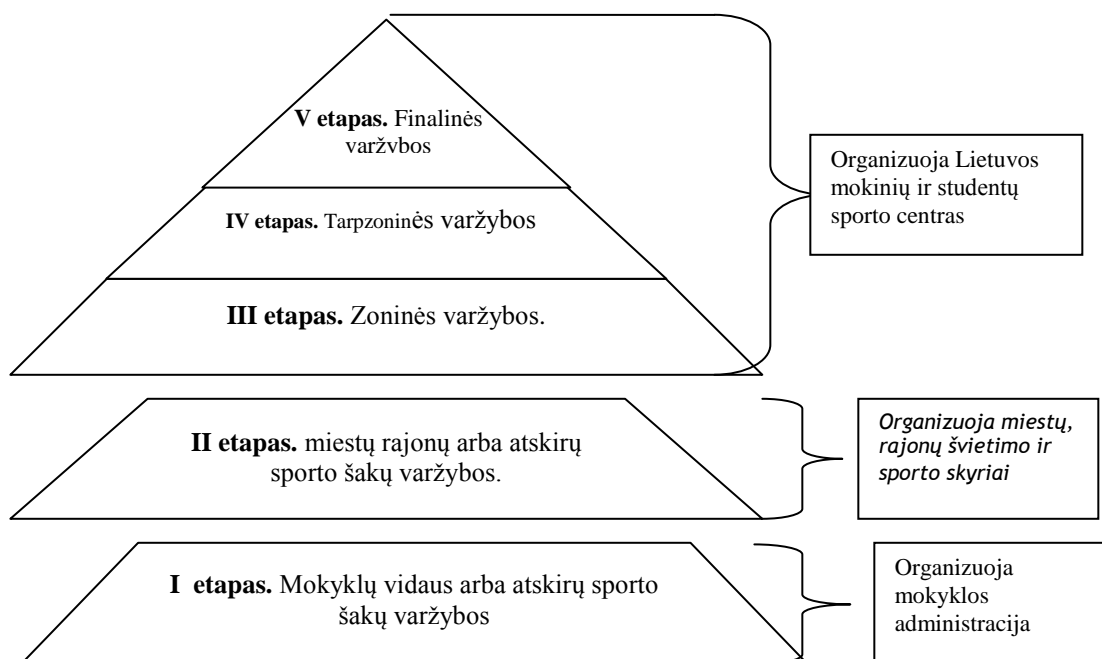 V etapas. Finalinės
varžvbos
Organizuoja Lietuvos
mokinių ir studentų
sporto centras
IV etapas. Tarpzoninės varžybos
III etapas. Zoninės varžybos.
II etapas. miestų rajonų arba atskirų
sporto šakų varžybos.
Organizuoja miestų,
rajonų švietimo ir
sporto skyriai
I etapas. Mokyklų vidaus arba atskirų sporto
šakų varžybos
Organizuoja
mokyklos
administracija